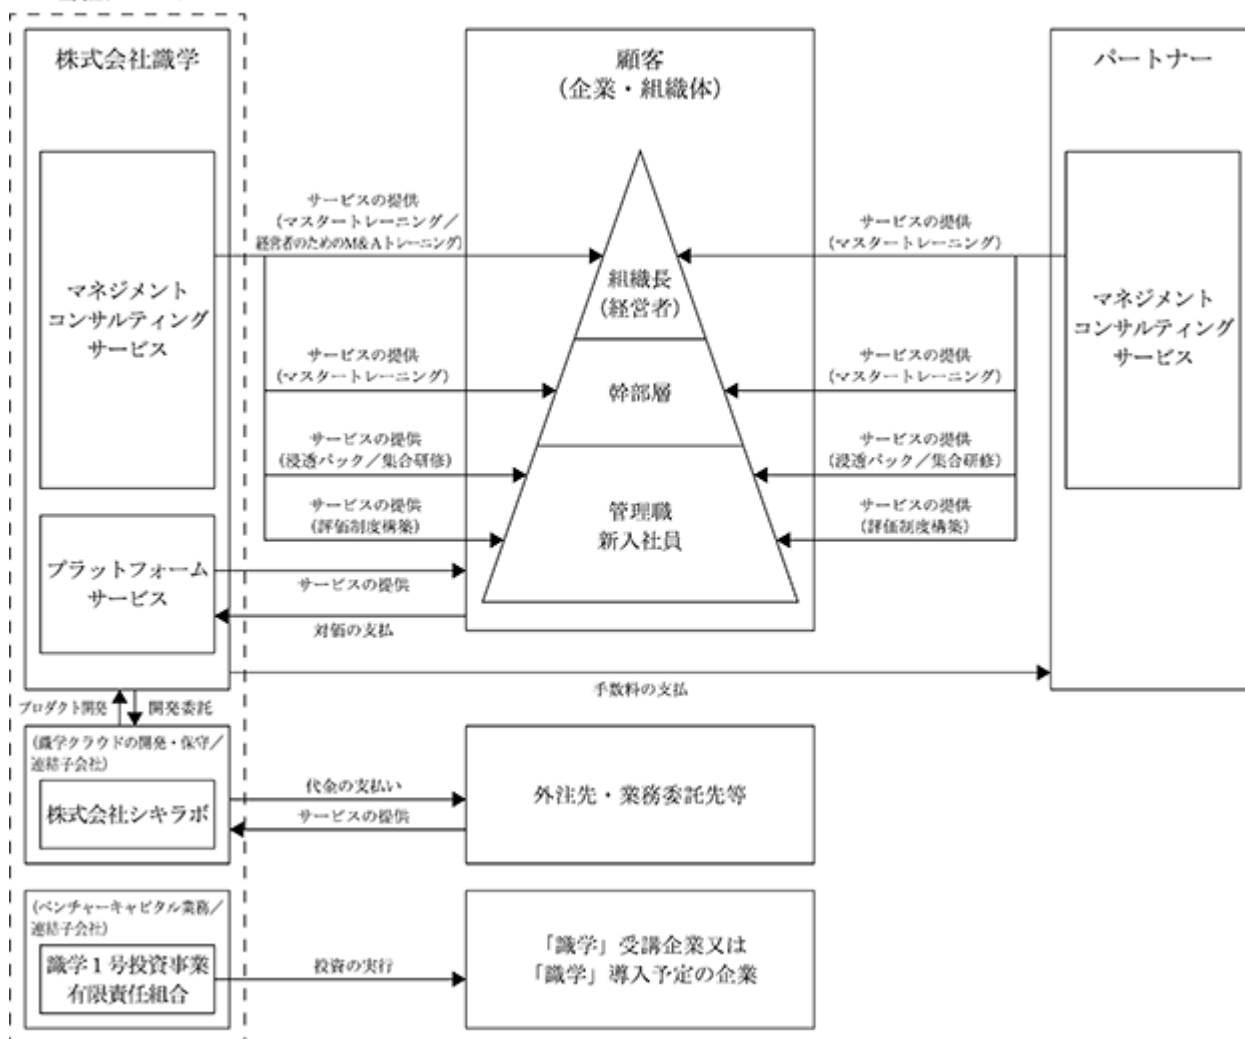 株式会社識学
顧客
(企業・組織体)
パートナー
マネジメント
コンサルティング
サービス
サービスの提供
(マスタートレーニング／
経営者のためのM&Aトレーニング)
サービスの提供
(マスタートレーニング)
サービスの提供
(浸透パック／集合研修)
サービスの提供
(評価制度構築)
組織長
(経営者)
幹部層
管理職
新入社員
サービスの提供
(マスタートレーニング)
サービスの提供
(マスタートレーニング)
サービスの提供
(浸透パック／集合研修)
サービスの提供
(評価制度構築)
マネジメント
コンサルティング
サービス
プラットフォーム
サービス
サービスの提供
対価の支払
手数料の支払
プロダクト開発
開発委託
(識学クラウドの開発・保守／
連結子会社)
株式会社シキラボ
代金の支払い
サービスの提供
外注先・業務委託先等
(ベンチャーキャピタル業務／
連結子会社)
識学１号投資事業
有限責任組合
投資の実行
「識学」受講企業又は
「識学」導入予定の企業